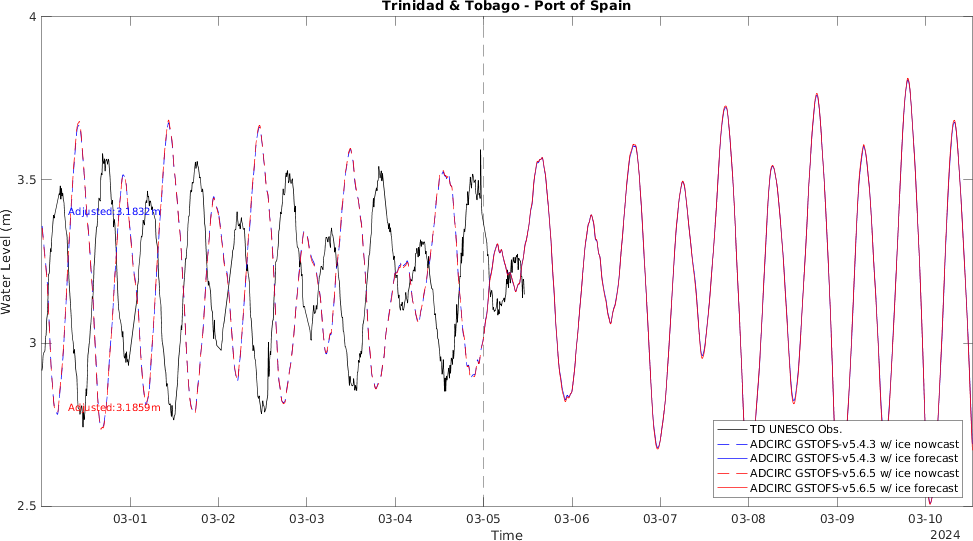 Trinidad & Tobago - Port of Spain
4
3.5
3
2.5
Water Level (m)
Adjusted:3.1832m
Adjusted:3.1859m
TD UNESCO Obs.
ADCIRC GSTOFS-v5.4.3 w/ ice nowcast
ADCIRC GSTOFS-v5.4.3 w/ ice forecast
ADCIRC GSTOFS-v5.6.5 w/ ice nowcast
ADCIRC GSTOFS-v5.6.5 w/ ice forecast
03-01 03-02 03-03 03-04 03-05 03-06 03-07 03-08 03-09 03-10
Time
2024